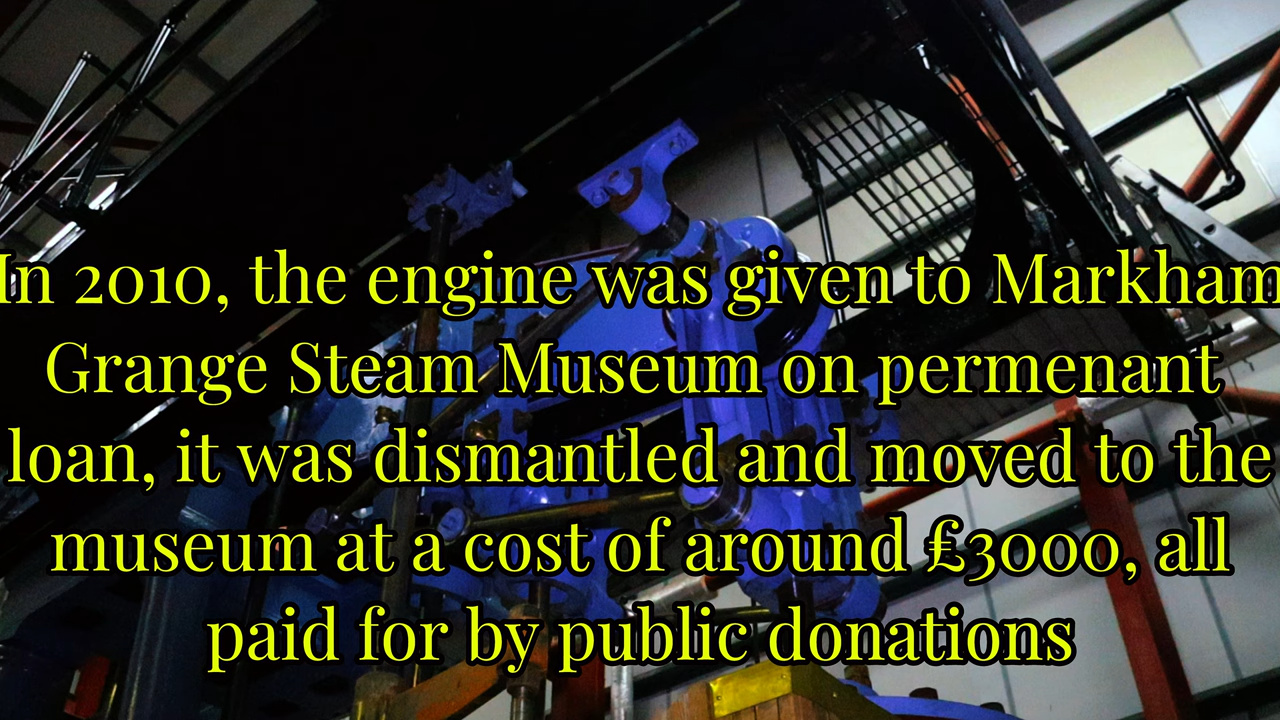 In 2010, the engine was given to Markham
Grange Steam Museum on permenant
loan, it was dismantled and moved to the
museum at a cost of around £3000, all
paid for by public donations